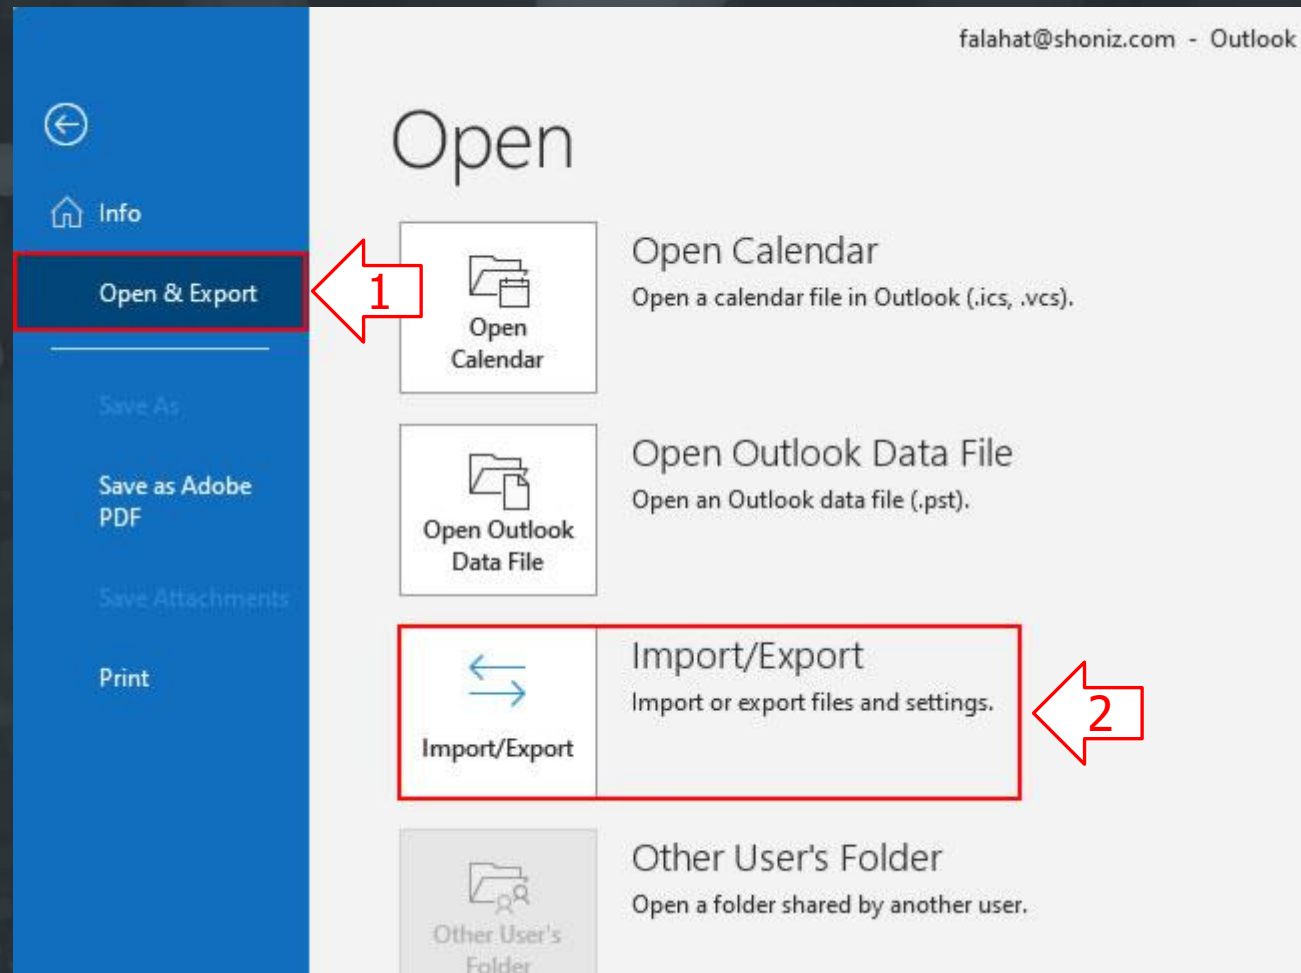 falahat@shoniz.com - Outlook
Info
Open & Export
Save As
Save as Adobe
PDF
Save Attachments
Print
1
Open
Open
Calendar
Open Calendar
Open a calendar file in Outlook (.ics, .vcs).
Open Outlook
Data File
Open Outlook Data File
Open an Outlook data file (.pst).
Import/Export
Import/Export
Import or export files and settings.
2
Other User's
Folder
Other User's Folder
Open a folder shared by another user.